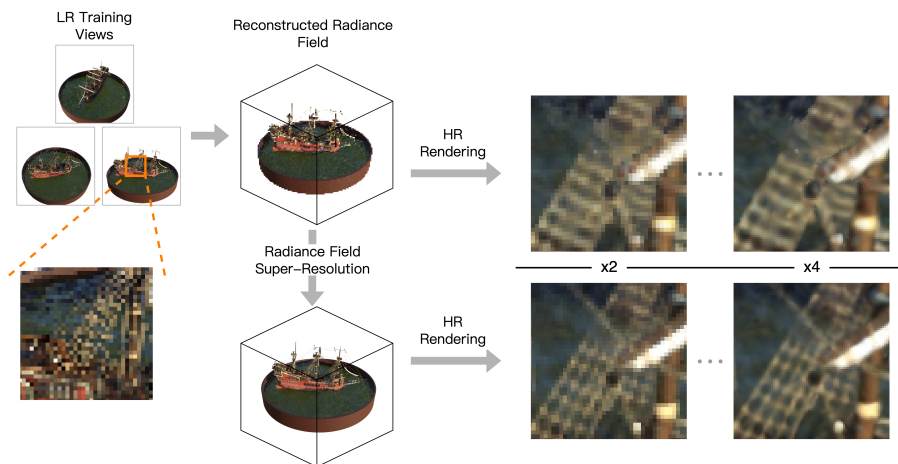 LR Training
Views
Reconstructed Radiance
Field
HR
Rendering
...
x2
x4
Radiance Field
Super-Resolution
HR
Rendering
...